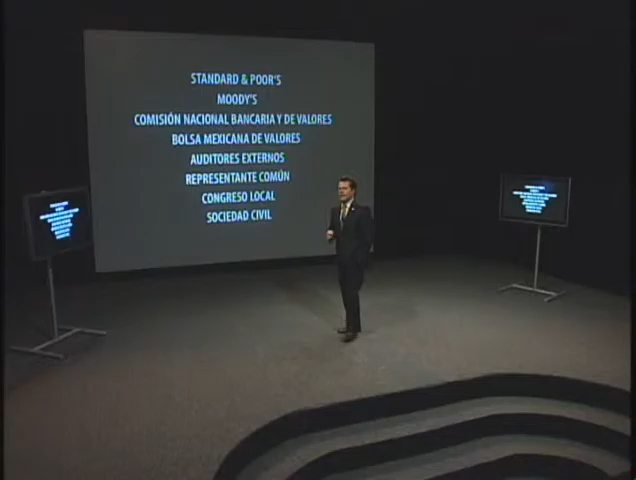 STANDARD & POOR'S
MOODY'S
COMISIÓN NACIONAL BANCARIA Y DE VALORES
BOLSA MEXICANA DE VALORES
AUDITORES EXTERNOS
REPRESENTANTE COMÚN
CONGRESO LOCAL
SOCIEDAD CIVIL